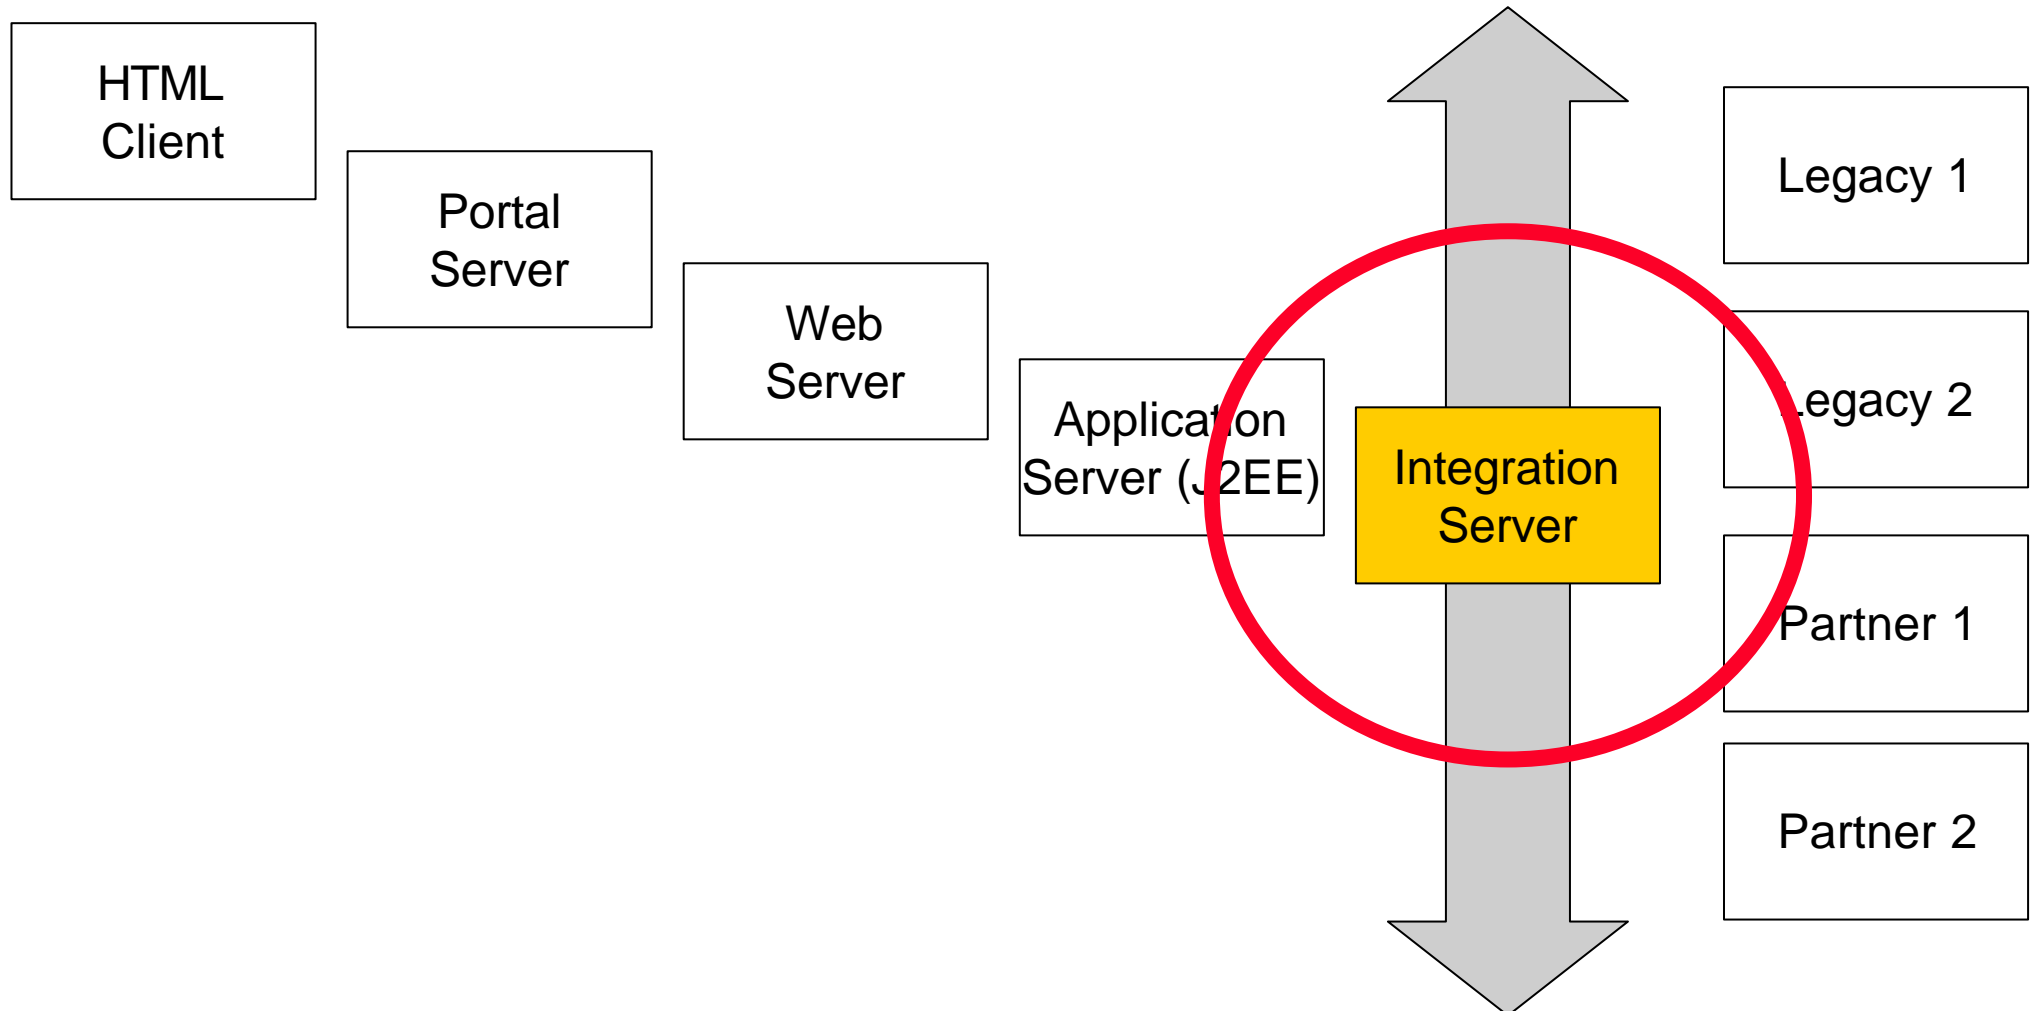 HTML
Client
Portal
Server
Web
Server
Application
Server (J2EE)
Integration
Server
Legacy 1
Legacy 2
Partner 1
Partner 2